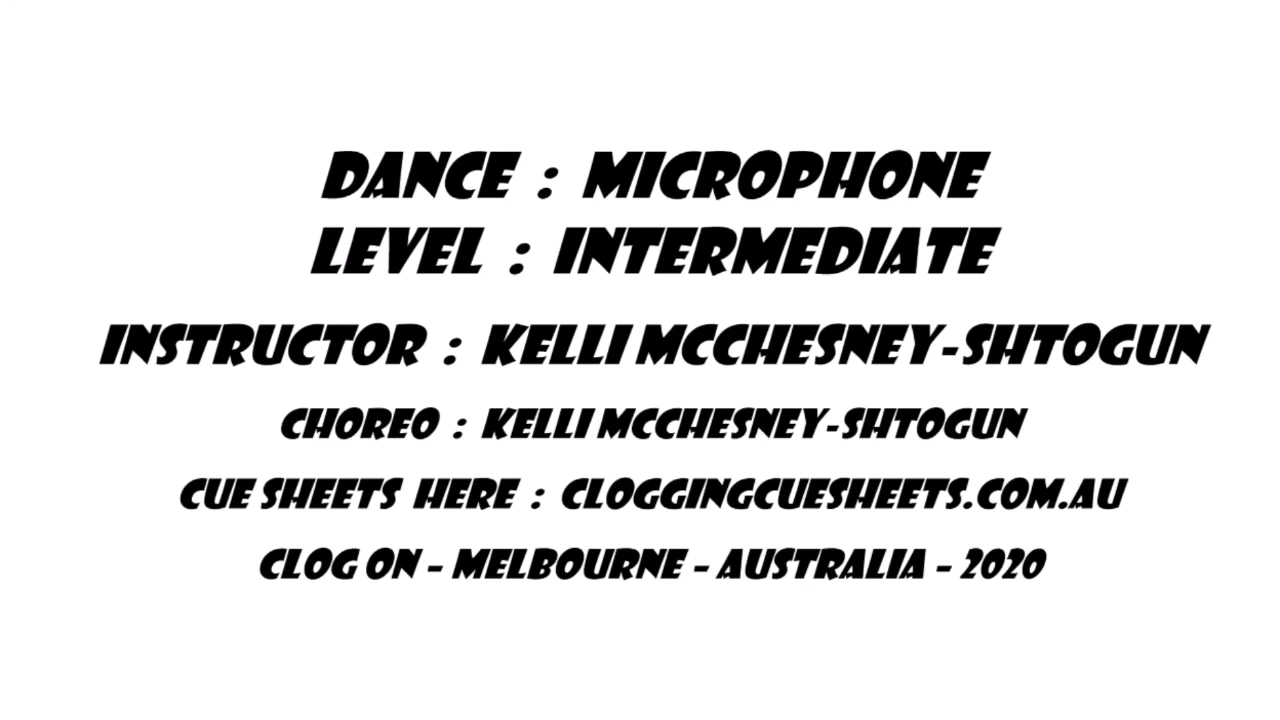 DANCE : MICROPHONE
LEVEL : INTERMEDIATE
INSTRUCTOR : KELLI MCCHESNEY-SHTOGUN
CHOREO : KELLI MCCHESNEY-SHTOGUN
CUE SHEETS HERE : CLOGGINGCUESHEETS.COM.AU
CLOG ON - MELBOURNE - AUSTRALIA - 2020